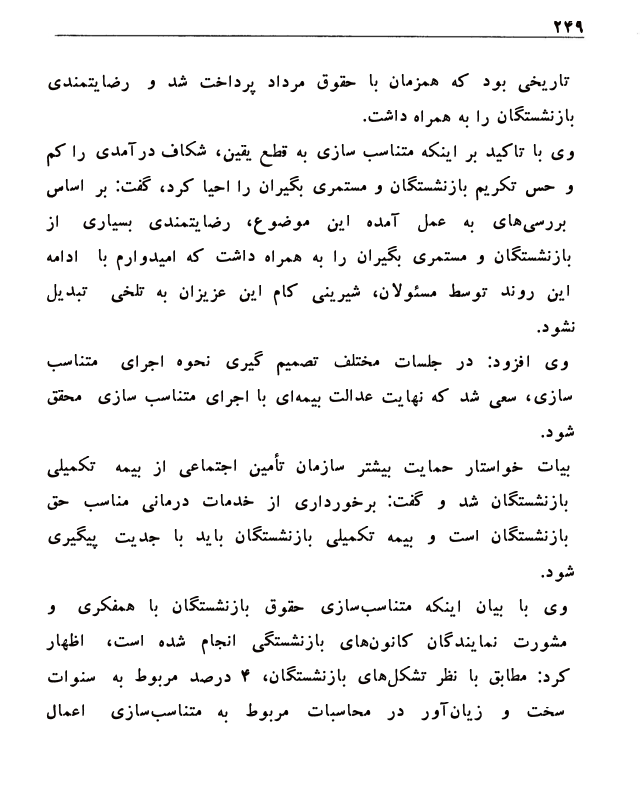 ۲۴۹
تاریخی بود که همزمان با حقوق مرداد پرداخت شد و رضایتمندی
بازنشستگان را به همراه داشت.
وی با تاکید بر اینکه متناسب سازی به قطع یقین، شکاف درآمدی را کم
و حس تکریم بازنشستگان و مستمری بگیران را احیا کرد، گفت: بر اساس
بررسی‌های به عمل آمده این موضوع، رضایتمندی بسیاری از
بازنشستگان و مستمری بگیران را به همراه داشت که امیدوارم با ادامه
این روند توسط مسئولان، شیرینی کام این عزیزان به تلخی تبدیل
نشود.
وی افزود: در جلسات مختلف تصمیم گیری نحوه اجرای متناسب
سازی، سعی شد که نهایت عدالت بیمه‌ای با اجرای متناسب سازی محقق
شود.
بیات خواستار حمایت بیشتر سازمان تأمین اجتماعی از بیمه تکمیلی
بازنشستگان شد و گفت: برخورداری از خدمات درمانی مناسب حق
بازنشستگان است و بیمه تکمیلی بازنشستگان باید با جدیت پیگیری
شود.
وی با بیان اینکه متناسب‌سازی حقوق بازنشستگان با همفکری و
مشورت نمایندگان کانون‌های بازنشستگی انجام شده است، اظهار
کرد: مطابق با نظر تشکل‌های بازنشستگان، ۴ درصد مربوط به سنوات
سخت و زیان‌آور در محاسبات مربوط به متناسب‌سازی اعمال